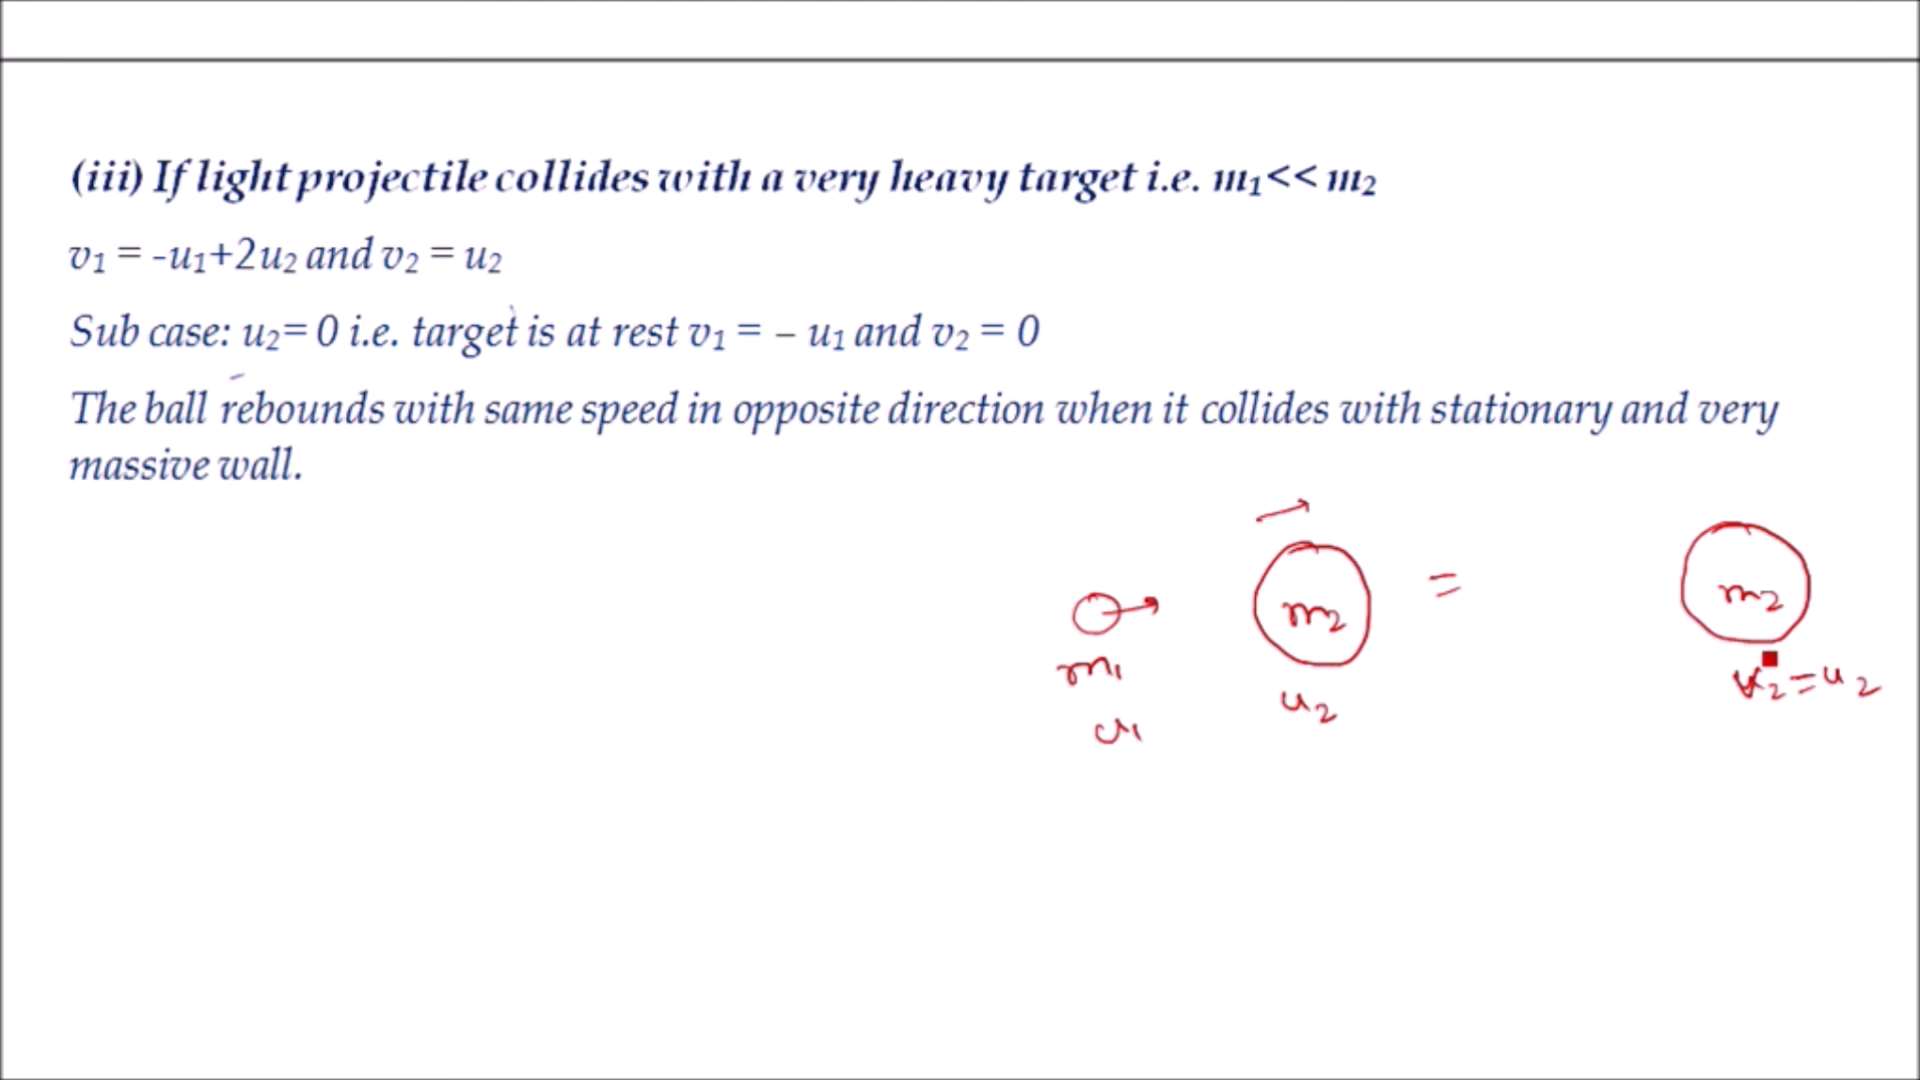 (iii) If light projectile collides with a very heavy target i.e. m₁<< m₂
v₁ = -u₁+2u₂ and v₂ = u₂
Sub case: u₂= 0 i.e. target is at rest v₁ = – u₁ and v₂ = 0
The ball rebounds with same speed in opposite direction when it collides with stationary and very
massive wall.
m₂ = m₂
m₁ u₂ v₂=u₂
u₁